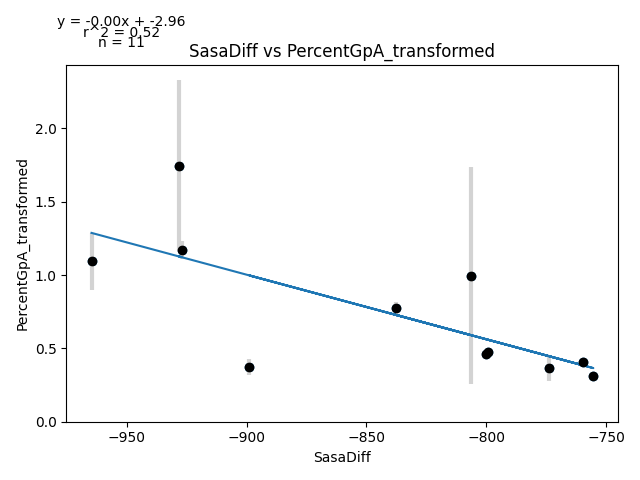 y = -0.00x + -2.96
r^2 = 0.52
n = 11
SasaDiff vs PercentGpA_transformed
PercentGpA_transformed
2.0
1.5
1.0
0.5
0.0
−950
−900
−850
−800
−750
SasaDiff